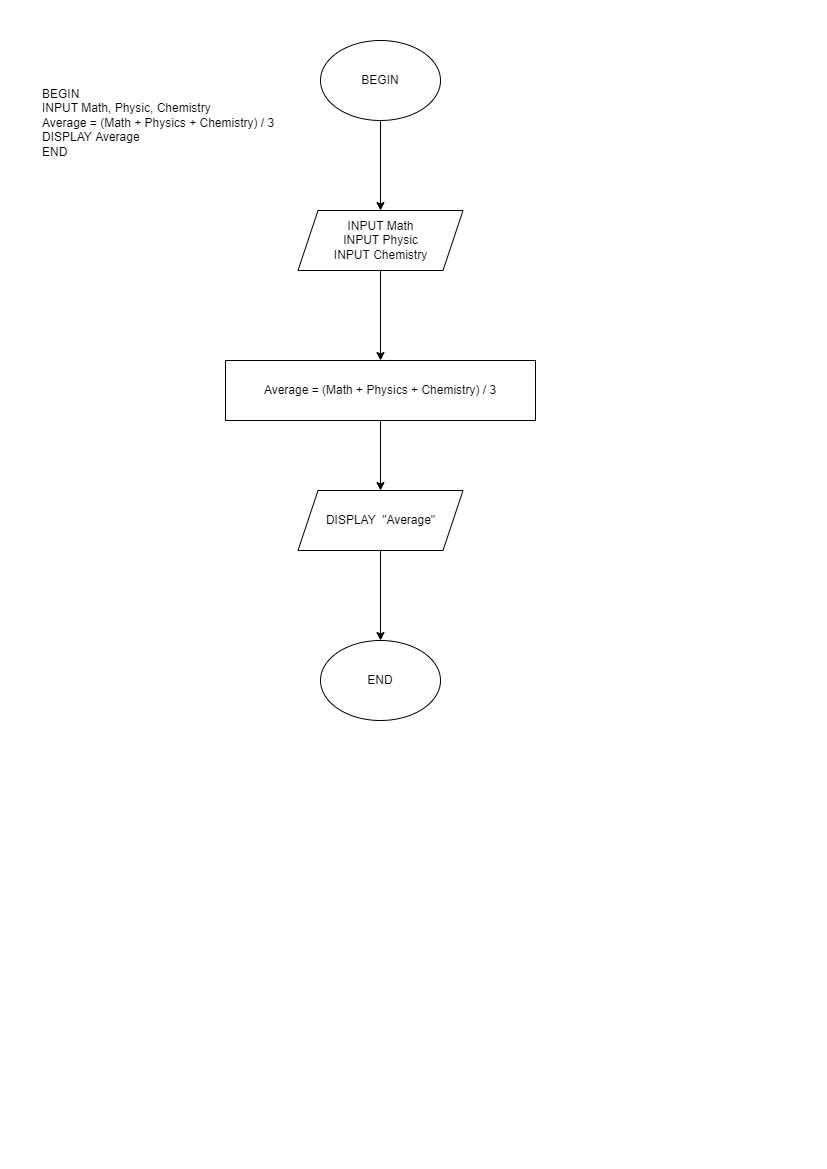 BEGIN
INPUT Math, Physic, Chemistry
Average = (Math + Physics + Chemistry) / 3
DISPLAY Average
END
BEGIN
INPUT Math
INPUT Physic
INPUT Chemistry
Average = (Math + Physics + Chemistry) / 3
DISPLAY  "Average"
END